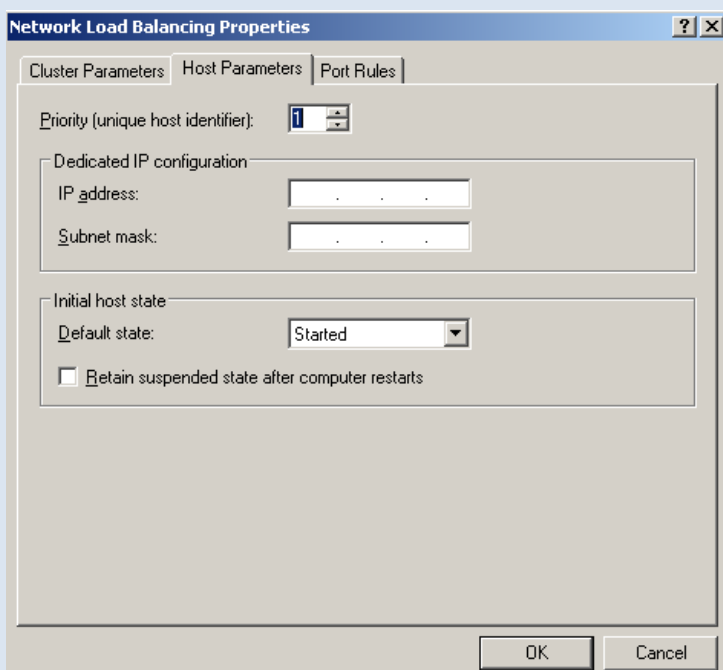 Network Load Balancing Properties
Cluster Parameters Host Parameters Port Rules
Priority (unique host identifier): 1
Dedicated IP configuration
IP address: . . .
Subnet mask: . . .
Initial host state
Default state: Started
Retain suspended state after computer restarts
OK Cancel